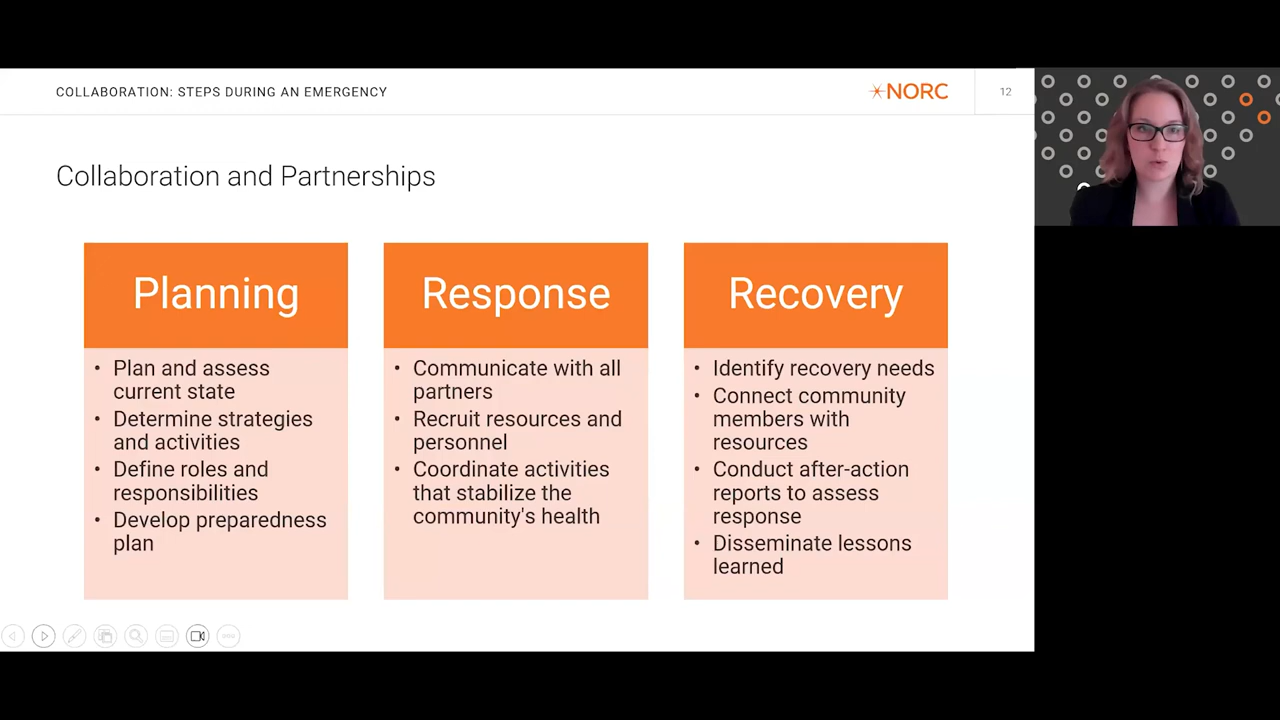 COLLABORATION: STEPS DURING AN EMERGENCY
NORC
12
Collaboration and Partnerships
Planning
• Plan and assess
current state
• Determine strategies
and activities
• Define roles and
responsibilities
• Develop preparedness
plan
Response
• Communicate with all
partners
• Recruit resources and
personnel
• Coordinate activities
that stabilize the
community's health
Recovery
• Identify recovery needs
• Connect community
members with
resources
• Conduct after-action
reports to assess
response
• Disseminate lessons
learned